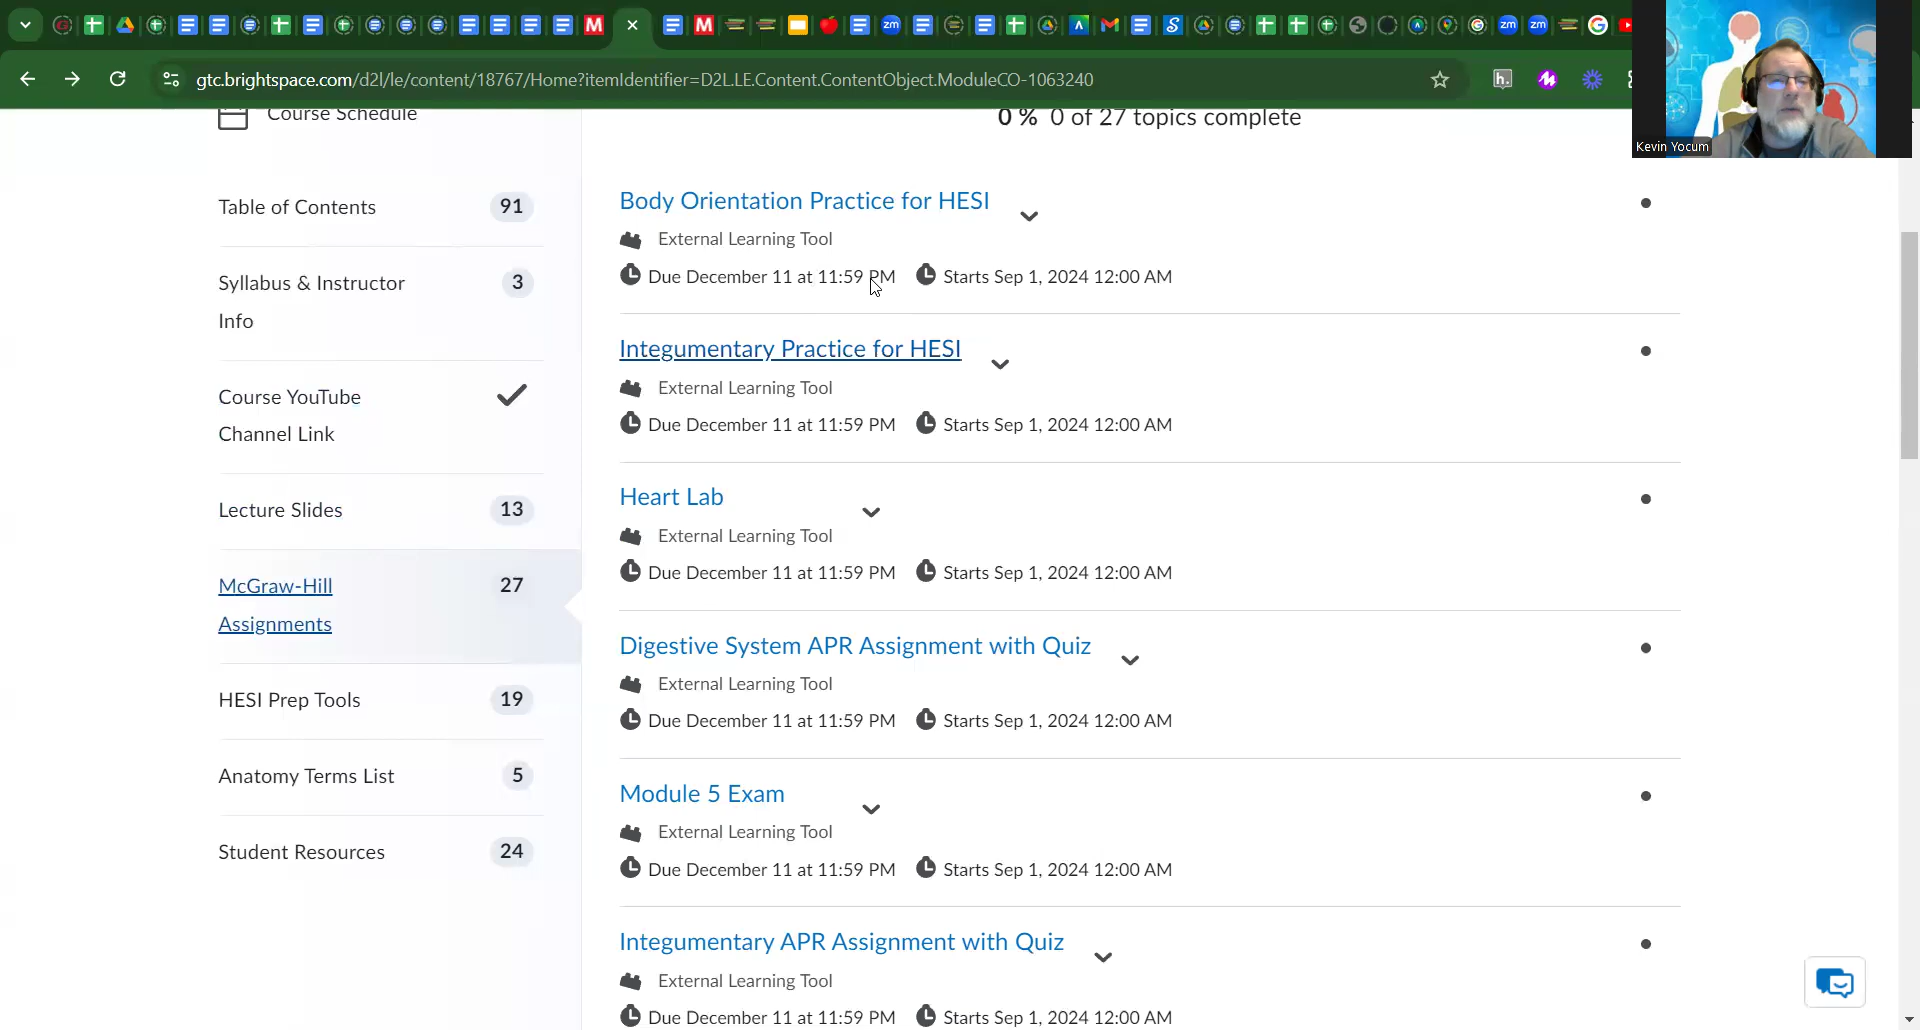 gtc.brightspace.com/d2l/le/content/18767/Home?itemIdentifier=D2L.LE.Content.ContentObject.ModuleCO-1063240
Kevin Yocum
Course Schedule
Table of Contents 91
Syllabus & Instructor
Info
3
Course YouTube
Channel Link
Lecture Slides 13
McGraw-Hill
Assignments
27
HESI Prep Tools 19
Anatomy Terms List 5
Student Resources 24
0 % 0 of 27 topics complete
Body Orientation Practice for HESI
External Learning Tool
Due December 11 at 11:59 PM Starts Sep 1, 2024 12:00 AM
Integumentary Practice for HESI
External Learning Tool
Due December 11 at 11:59 PM Starts Sep 1, 2024 12:00 AM
Heart Lab
External Learning Tool
Due December 11 at 11:59 PM Starts Sep 1, 2024 12:00 AM
Digestive System APR Assignment with Quiz
External Learning Tool
Due December 11 at 11:59 PM Starts Sep 1, 2024 12:00 AM
Module 5 Exam
External Learning Tool
Due December 11 at 11:59 PM Starts Sep 1, 2024 12:00 AM
Integumentary APR Assignment with Quiz
External Learning Tool
Due December 11 at 11:59 PM Starts Sep 1, 2024 12:00 AM